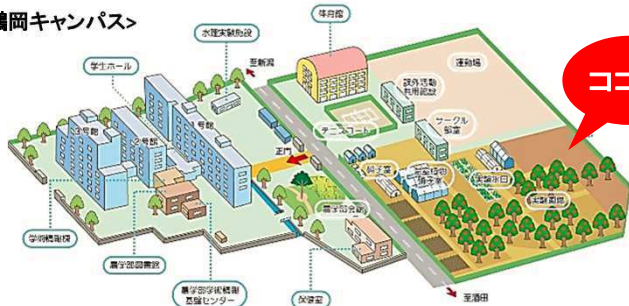 鶴岡キャンパス>
体育館
水理実験施設
至新潟
運動場
学生ホール
課外活動
共用施設
ココ
テニスコート
サークル
部室
3号館
2号館
1号館
正門
硝子室
実験水田
農学部会館
実験圃場
学術情報棟
農学部図書館
農学部学術情報
基盤センター
保健室
至酒田